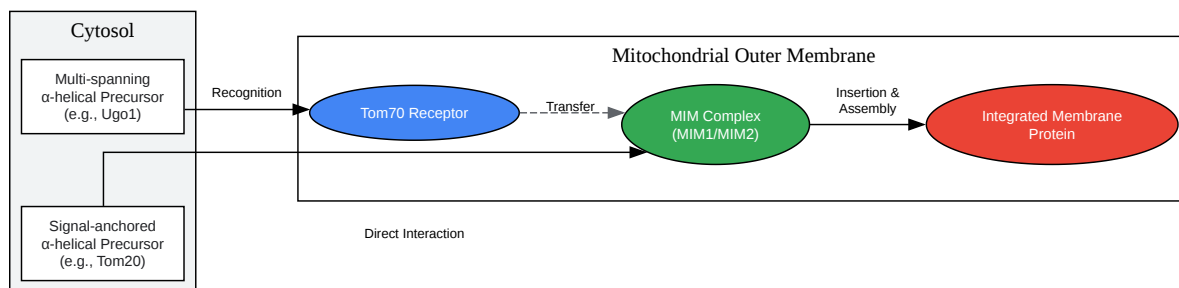 Cytosol
Multi-spanning
α-helical Precursor
(e.g., Ugo1)
Recognition
Mitochondrial Outer Membrane
Tom70 Receptor
Transfer
MIM Complex
(MIM1/MIM2)
Insertion &
Assembly
Integrated Membrane
Protein
Signal-anchored
α-helical Precursor
(e.g., Tom20)
Direct Interaction